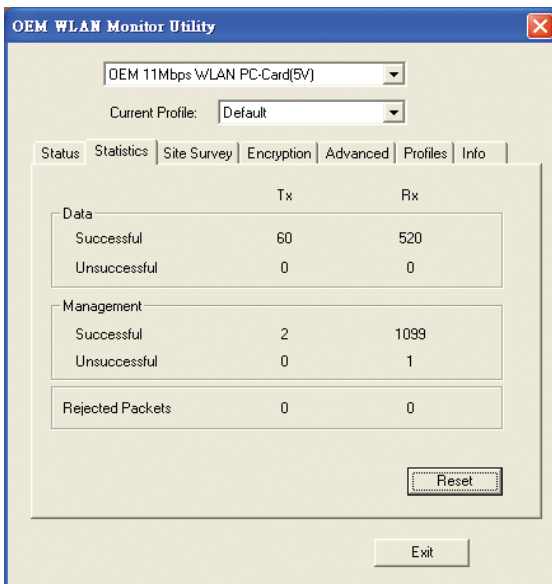 OEM WLAN Monitor Utility
OEM 11Mbps WLAN PC-Card(5V)
Current Profile: Default
Status Statistics Site Survey Encryption Advanced Profiles Info
Tx Rx
Data
Successful 60 520
Unsuccessful 0 0
Management
Successful 2 1099
Unsuccessful 0 1
Rejected Packets 0 0
Reset
Exit